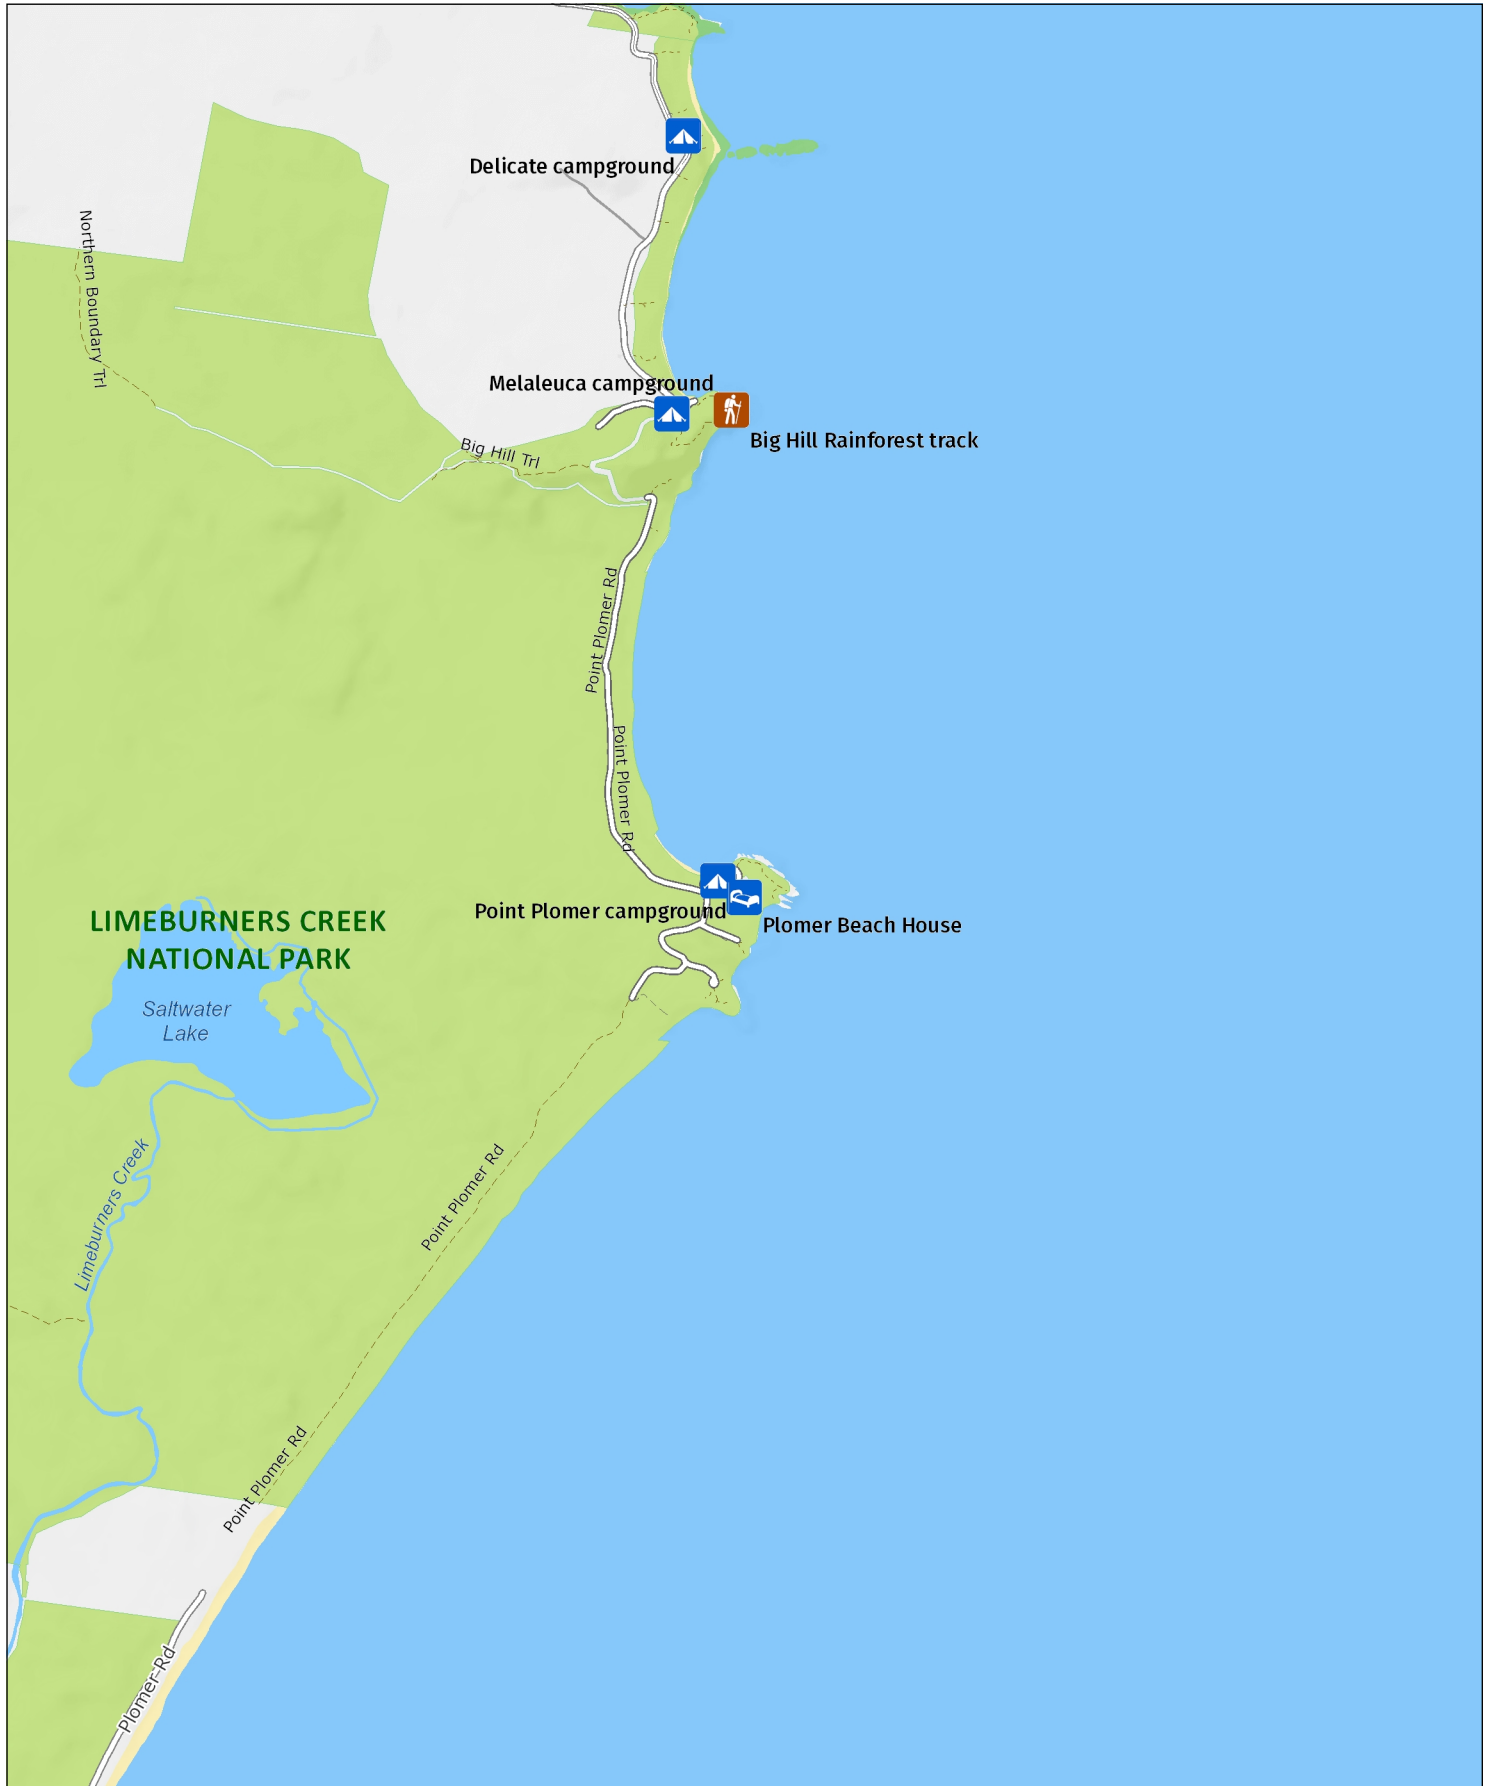 Delicate campground
Northern Boundary Trl
Melaleuca campground
Big Hill Rainforest track
Big Hill Trl
Point Plomer Rd
Point Plomer Rd
Point Plomer campground
Plomer Beach House
LIMEBURNERS CREEK
NATIONAL PARK
Saltwater
Lake
Limeburners Creek
Point Plomer Rd
Point Plomer Rd
Plomer-Rd